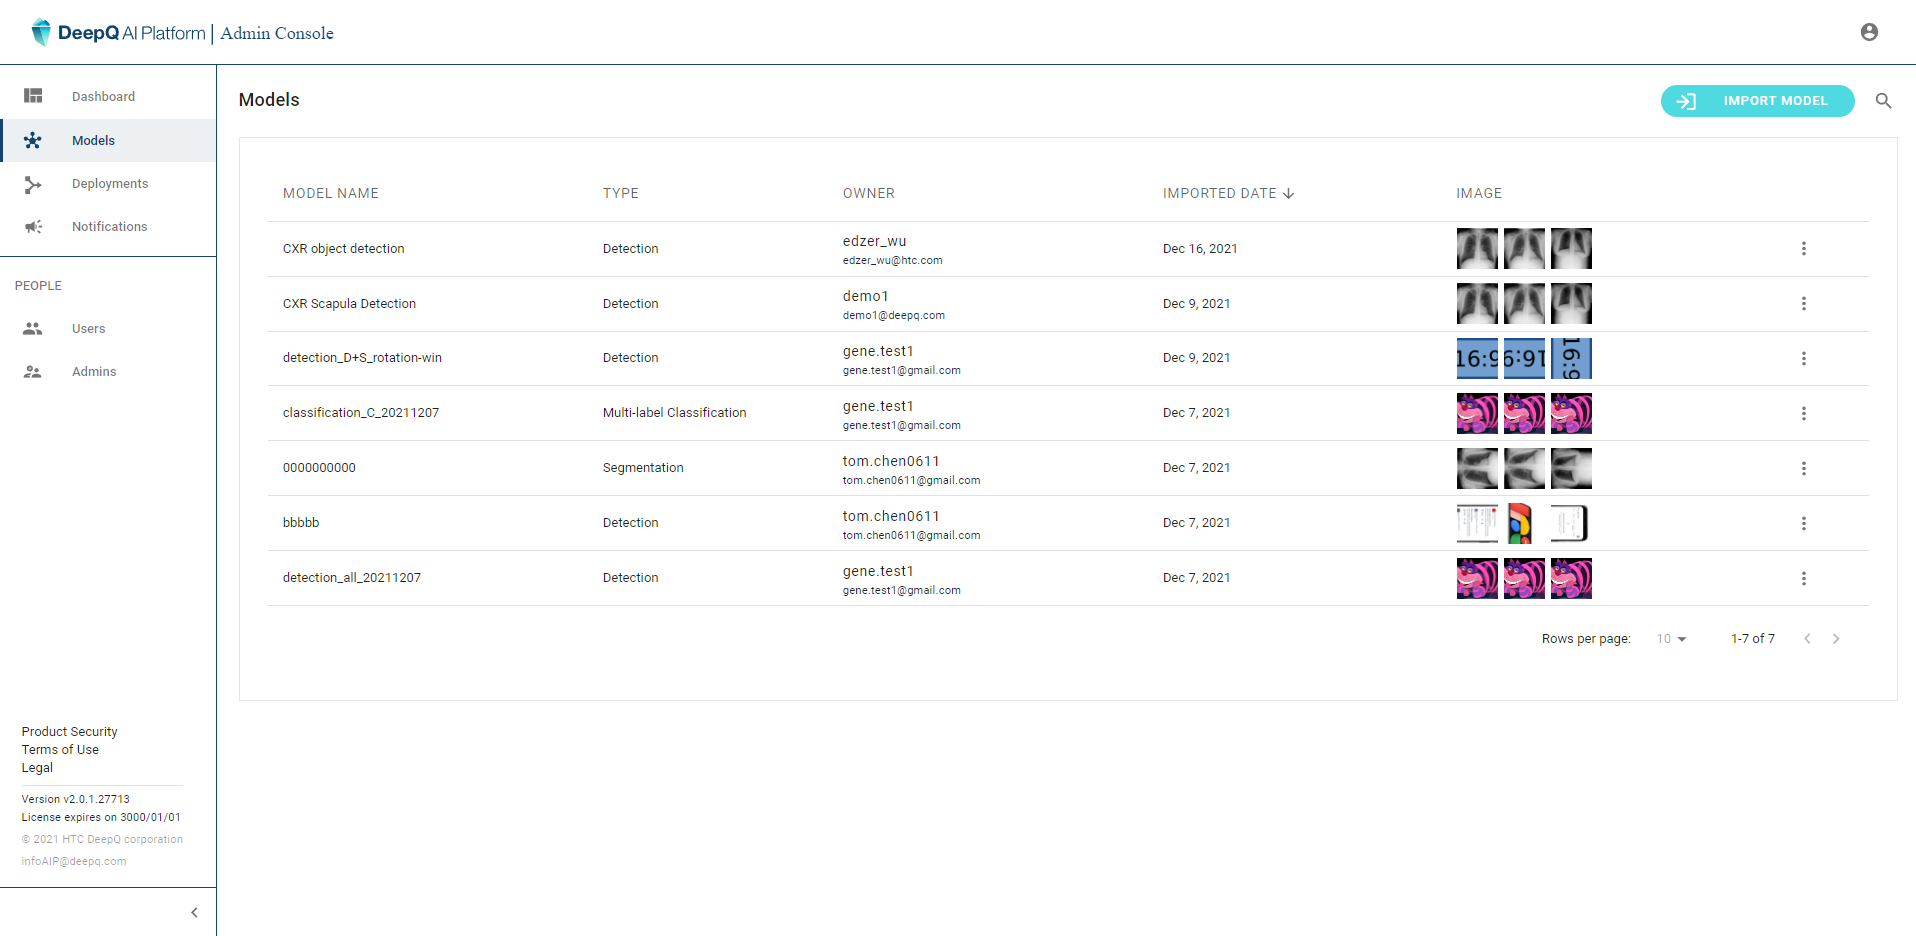 DeepQ AI Platform | Admin Console
Dashboard
Models
Deployments
Notifications
PEOPLE
Users
Admins
Product Security
Terms of Use
Legal
Version v2.0.1.27713
License expires on 3000/01/01
© 2021 HTC DeepQ corporation
infoAIP@deepq.com
Models
IMPORT MODEL
MODEL NAME TYPE OWNER IMPORTED DATE IMAGE
CXR object detection Detection edzer_wu Dec 16, 2021
edzer_wu@htc.com
CXR Scapula Detection Detection demo1 Dec 9, 2021
demo1@deepq.com
detection_D+S_rotation-win Detection gene.test1 Dec 9, 2021 16:9 6:91 16:9
gene.test1@gmail.com
classification_C_20211207 Multi-label Classification gene.test1 Dec 7, 2021
gene.test1@gmail.com
0000000000 Segmentation tom.chen0611 Dec 7, 2021
tom.chen0611@gmail.com
bbbbb Detection tom.chen0611 Dec 7, 2021
tom.chen0611@gmail.com
detection_all_20211207 Detection gene.test1 Dec 7, 2021
gene.test1@gmail.com
Rows per page: 10 1-7 of 7